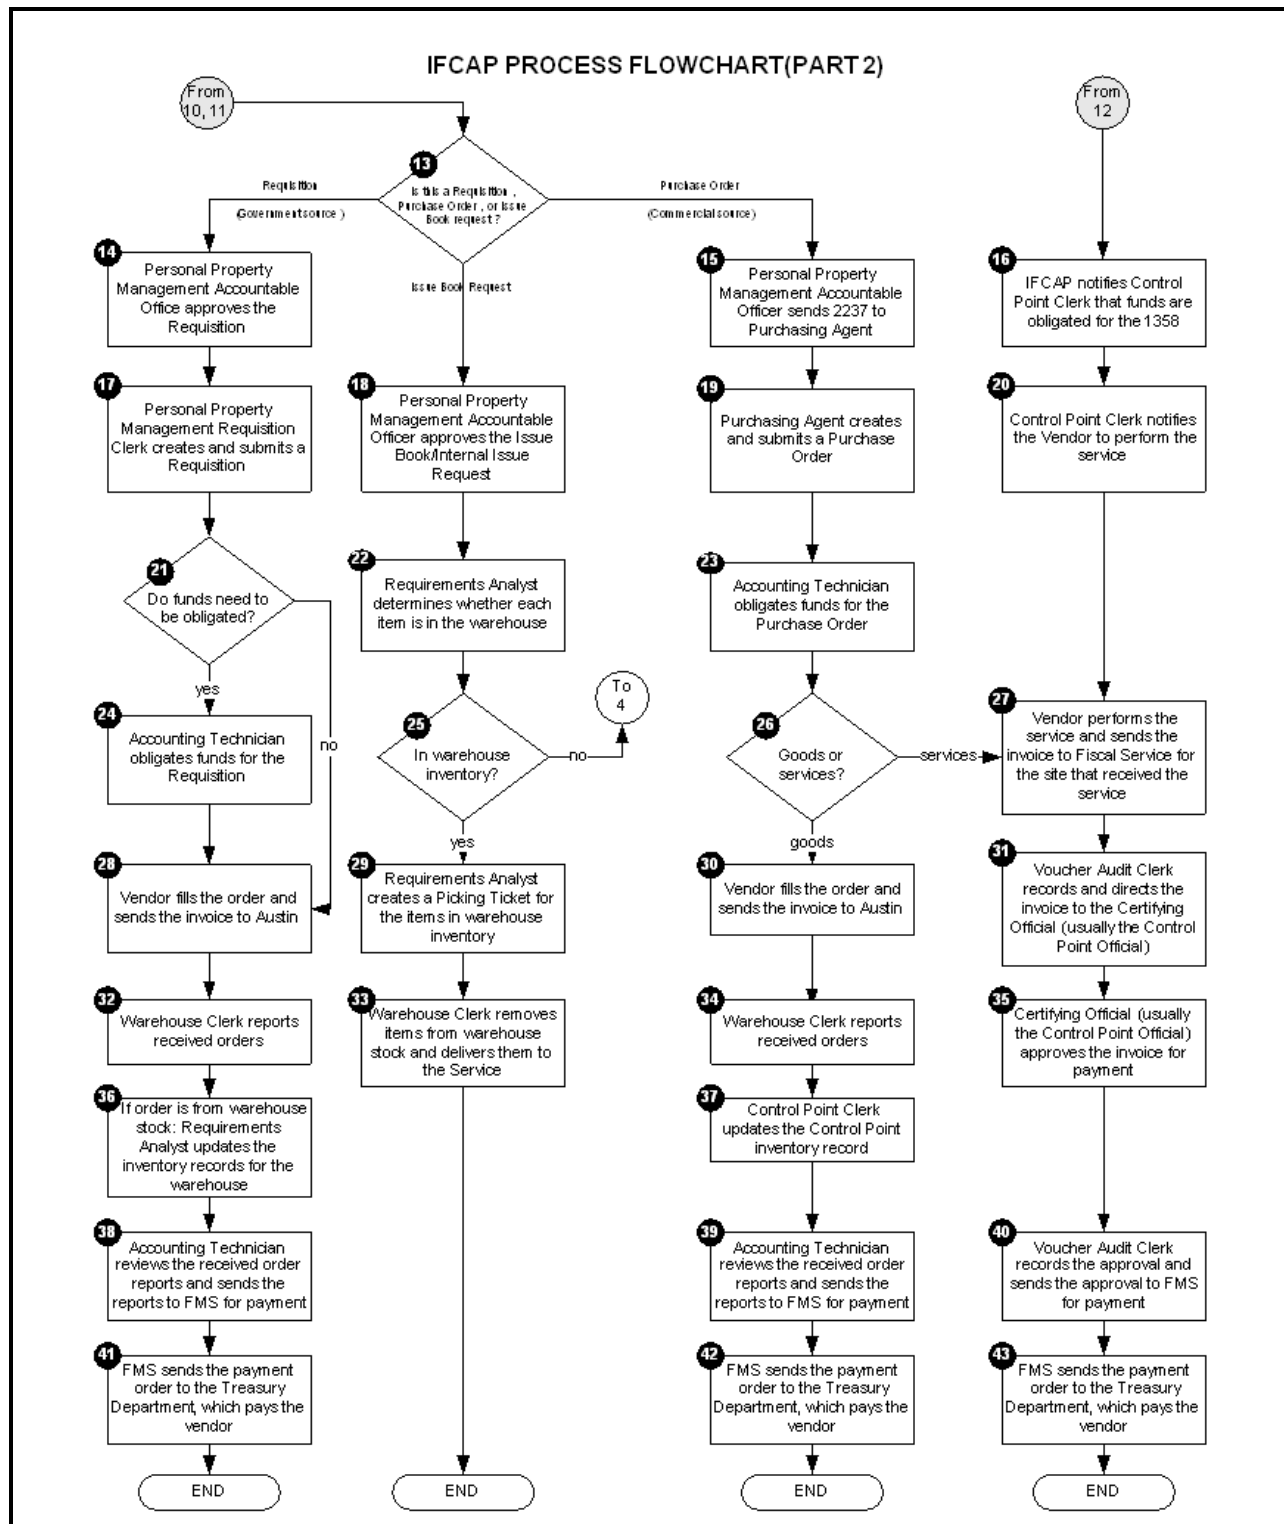 IFCAP PROCESS FLOWCHART(PART 2)
From
10, 11
From
12
13
Is this a Requisition ,
Purchase Order , or Issue
Book request ?
Requisition
(Government source )
Purchase Order
(Commercial source)
Issue Book Request
14
Personal Property
Management Accountable
Office approves the
Requisition
15
Personal Property
Management Accountable
Officer sends 2237 to
Purchasing Agent
16
IFCAP notifies Control
Point Clerk that funds are
obligated for the 1358
17
Personal Property
Management Requisition
Clerk creates and submits a
Requisition
18
Personal Property
Management Accountable
Officer approves the Issue
Book/Internal Issue
Request
19
Purchasing Agent creates
and submits a Purchase
Order
20
Control Point Clerk notifies
the Vendor to perform the
service
21
Do funds need to
be obligated?
yes
no
22
Requirements Analyst
determines whether each
item is in the warehouse
23
Accounting Technician
obligates funds for the
Purchase Order
24
Accounting Technician
obligates funds for the
Requisition
25
In warehouse
inventory?
no
yes
To
4
26
Goods or
services?
services
goods
27
Vendor performs the
service and sends the
invoice to Fiscal Service for
the site that received the
service
28
Vendor fills the order and
sends the invoice to Austin
29
Requirements Analyst
creates a Picking Ticket for
the items in warehouse
inventory
30
Vendor fills the order and
sends the invoice to Austin
31
Voucher Audit Clerk
records and directs the
invoice to the Certifying
Official (usually the Control
Point Official)
32
Warehouse Clerk reports
received orders
33
Warehouse Clerk removes
items from warehouse
stock and delivers them to
the Service
34
Warehouse Clerk reports
received orders
35
Certifying Official (usually
the Control Point Official)
approves the invoice for
payment
36
If order is from warehouse
stock: Requirements
Analyst updates the
inventory records for the
warehouse
37
Control Point Clerk
updates the Control Point
inventory record
38
Accounting Technician
reviews the received order
reports and sends the
reports to FMS for payment
39
Accounting Technician
reviews the received order
reports and sends the
reports to FMS for payment
40
Voucher Audit Clerk
records the approval and
sends the approval to FMS
for payment
41
FMS sends the payment
order to the Treasury
Department, which pays the
vendor
42
FMS sends the payment
order to the Treasury
Department, which pays the
vendor
43
FMS sends the payment
order to the Treasury
Department, which pays the
vendor
END
END
END
END